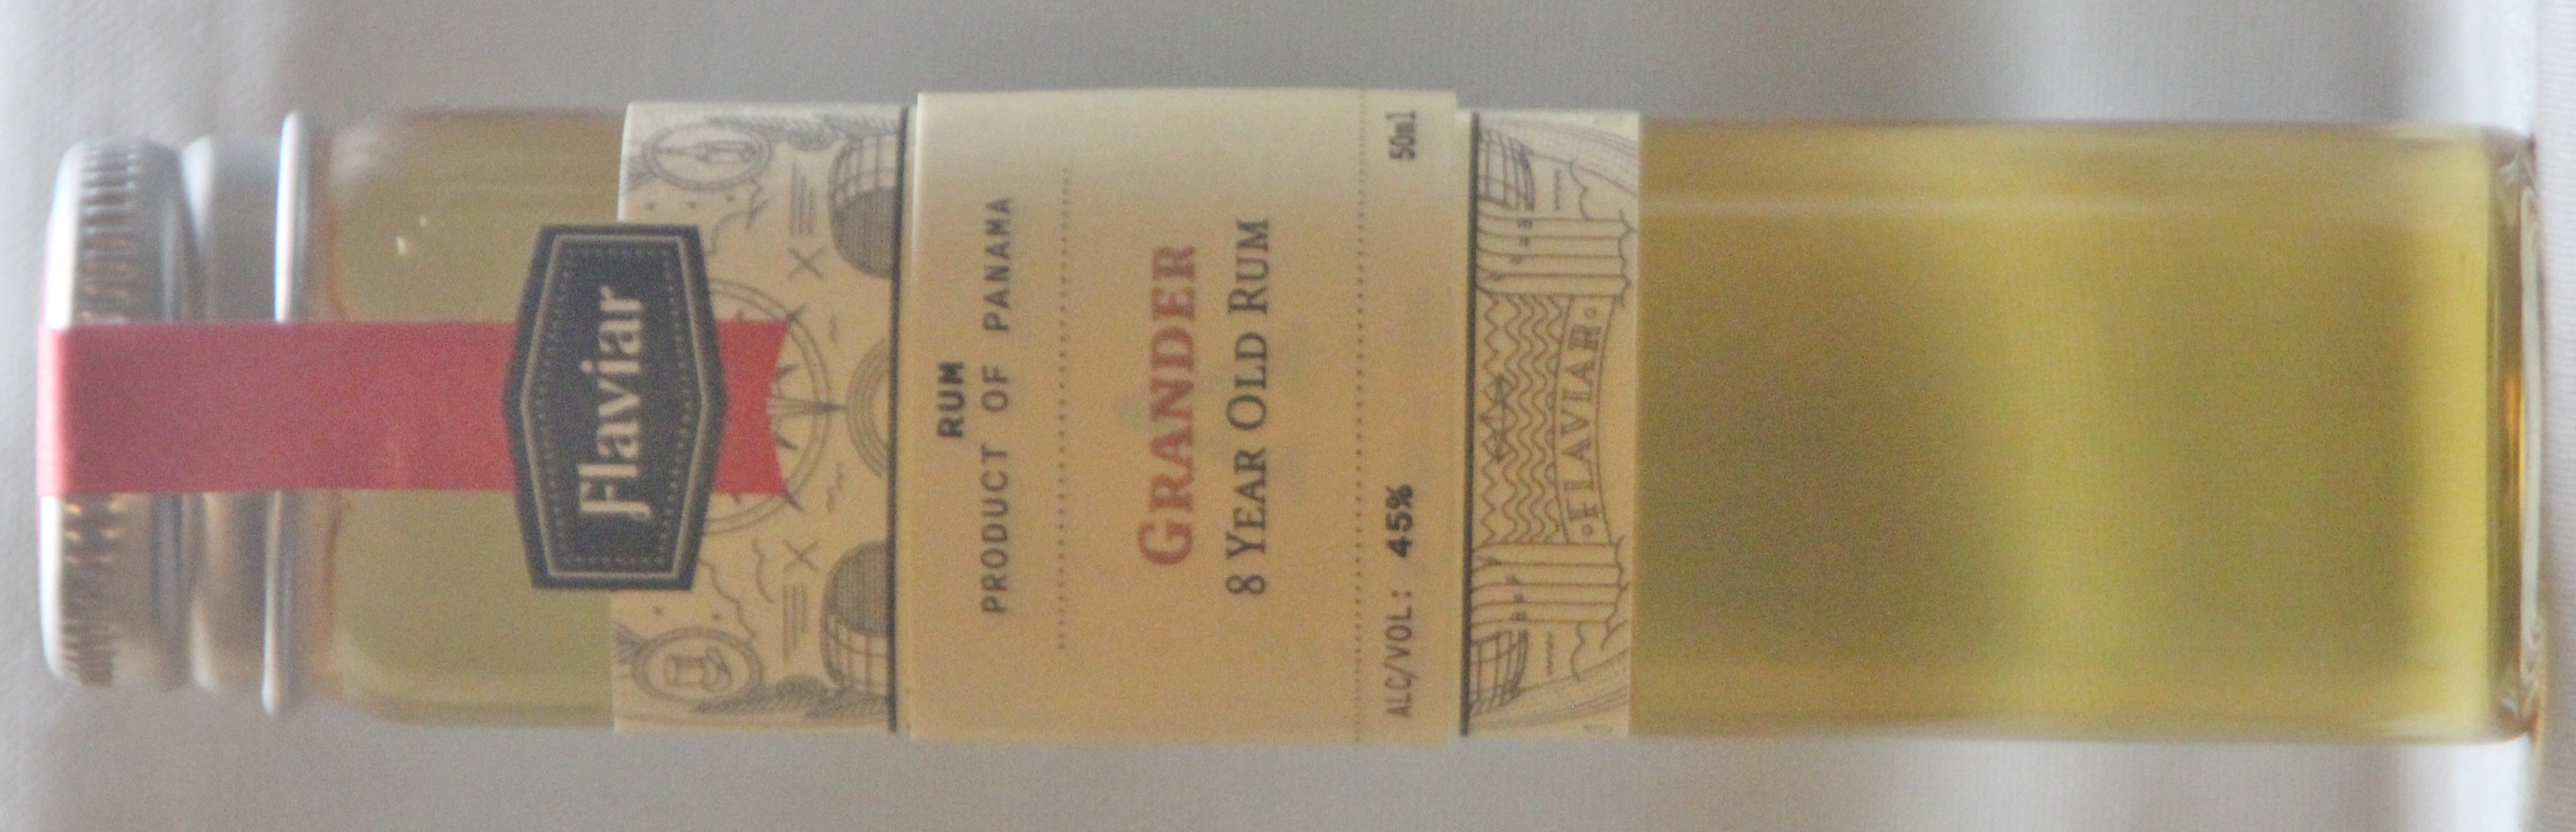 Flaviar
RUM
PRODUCT OF PANAMA
GRANDER
8 YEAR OLD RUM
ALC/VOL: 45% 50ml
FLAVIAR